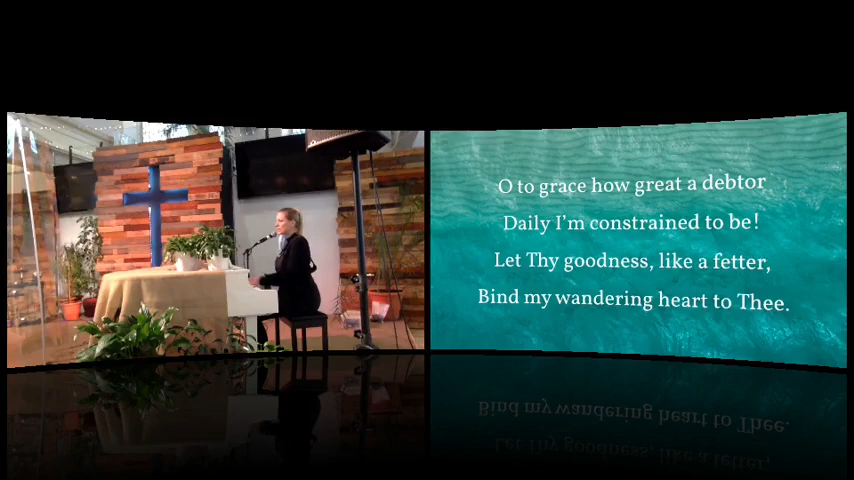 O to grace how great a debtor
Daily I'm constrained to be!
Let Thy goodness, like a fetter,
Bind my wandering heart to Thee.